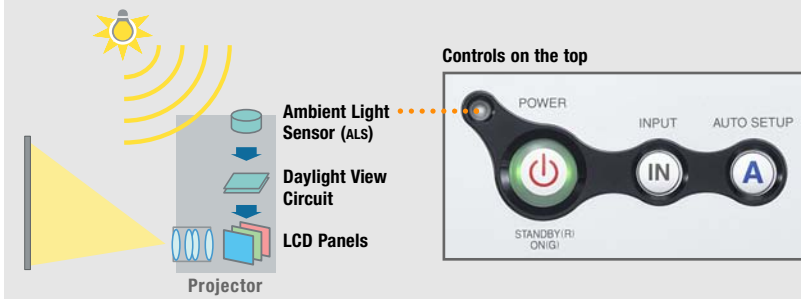 Controls on the top
Ambient Light
Sensor (ALS)
Daylight View
Circuit
LCD Panels
Projector
POWER
INPUT
AUTO SETUP
IN
A
STANDBY(R)
ON(G)